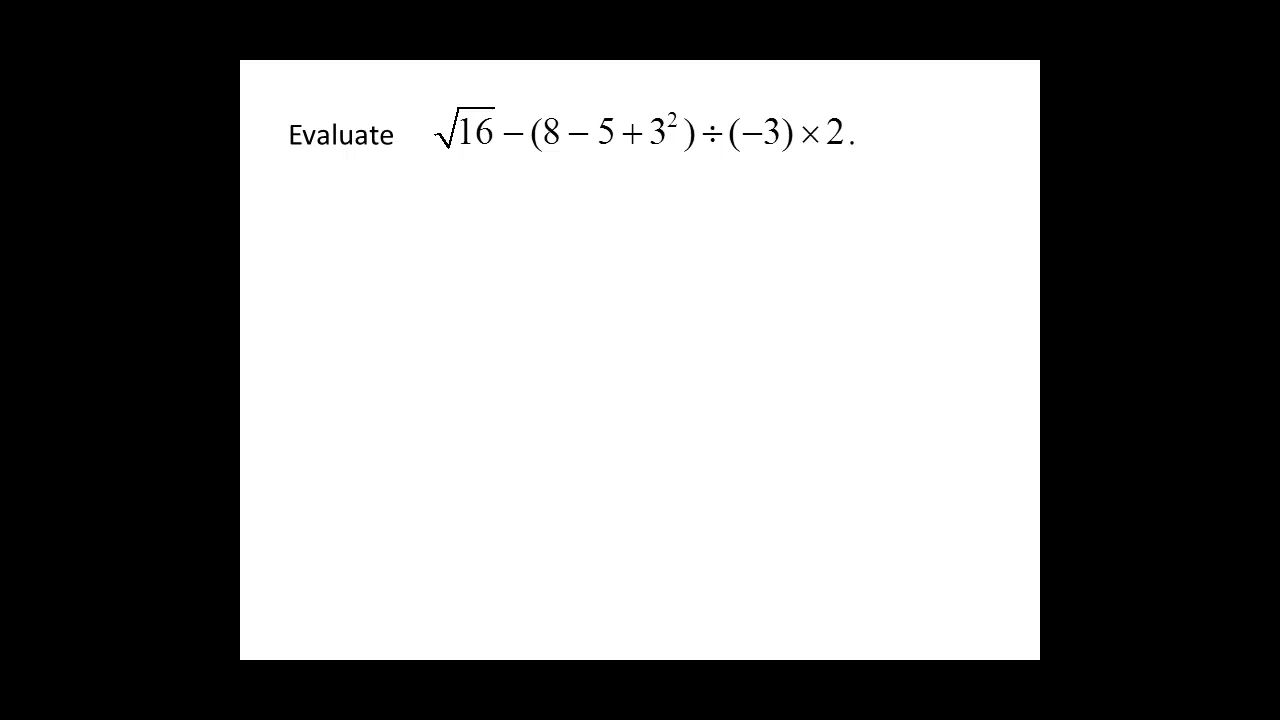 Evaluate √16 − (8 − 5 + 3²) ÷ (−3) × 2.